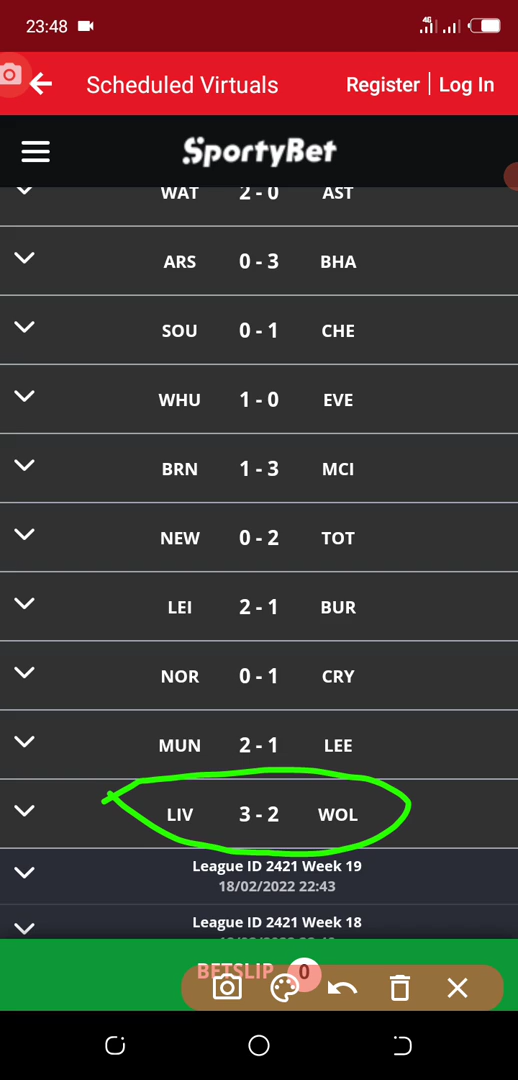 23:48 4G
Scheduled Virtuals Register | Log In
SportyBet
WAT 2 - 0 AST
ARS 0 - 3 BHA
SOU 0 - 1 CHE
WHU 1 - 0 EVE
BRN 1 - 3 MCI
NEW 0 - 2 TOT
LEI 2 - 1 BUR
NOR 0 - 1 CRY
MUN 2 - 1 LEE
LIV 3 - 2 WOL
League ID 2421 Week 19
18/02/2022 22:43
League ID 2421 Week 18
BETSLIP 0